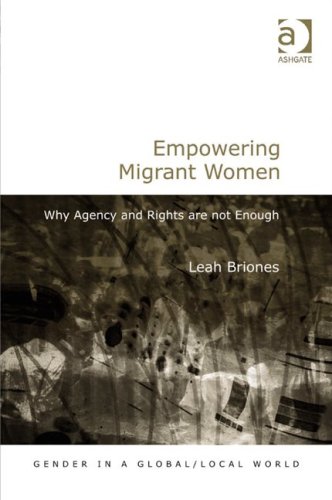 a
ASHGATE
Empowering
Migrant Women
Why Agency and Rights are not Enough
Leah Briones
GENDER IN A GLOBAL/LOCAL WORLD